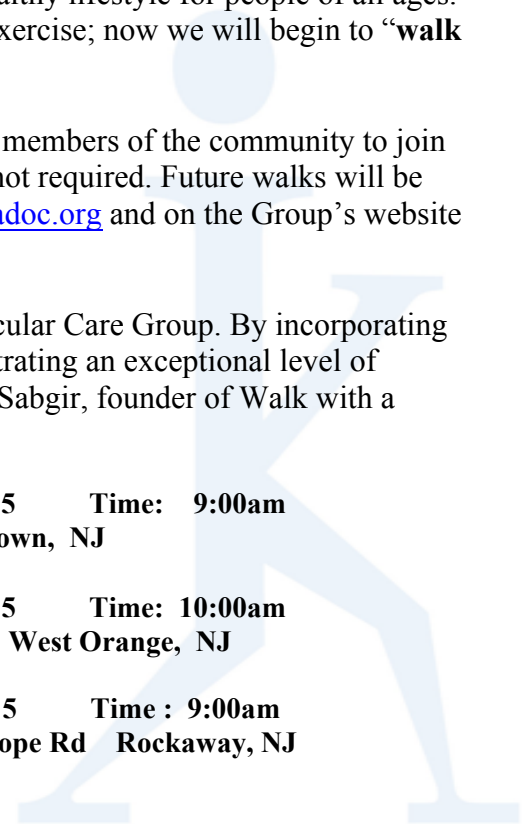 lifestyle for people of all ages.
exercise; now we will begin to “walk
members of the community to join
not required. Future walks will be
adoc.org and on the Group’s website
cular Care Group. By incorporating
trating an exceptional level of
Sabgir, founder of Walk with a
5 Time: 9:00am
own, NJ
5 Time: 10:00am
West Orange, NJ
5 Time : 9:00am
ope Rd Rockaway, NJ